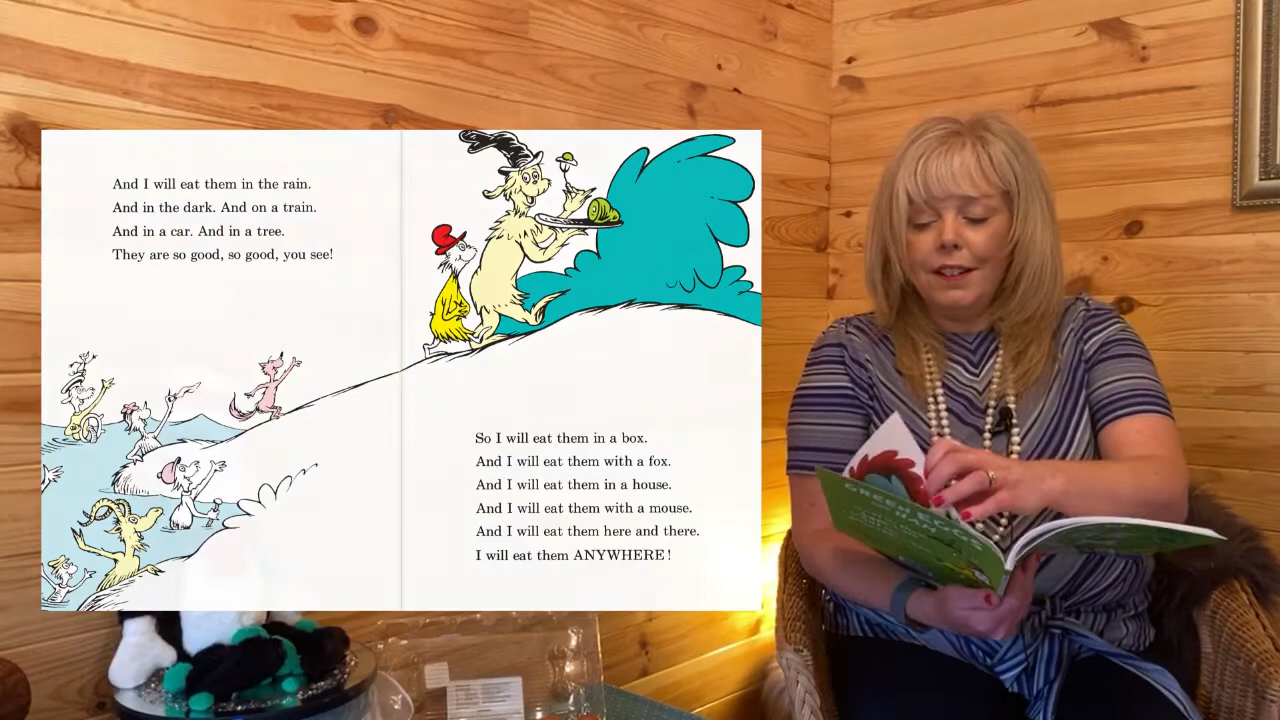 And I will eat them in the rain.
And in the dark. And on a train.
And in a car. And in a tree.
They are so good, so good, you see!
So I will eat them in a box.
And I will eat them with a fox.
And I will eat them in a house.
And I will eat them with a mouse.
And I will eat them here and there.
I will eat them ANYWHERE!
GREEN EGGS
HAM